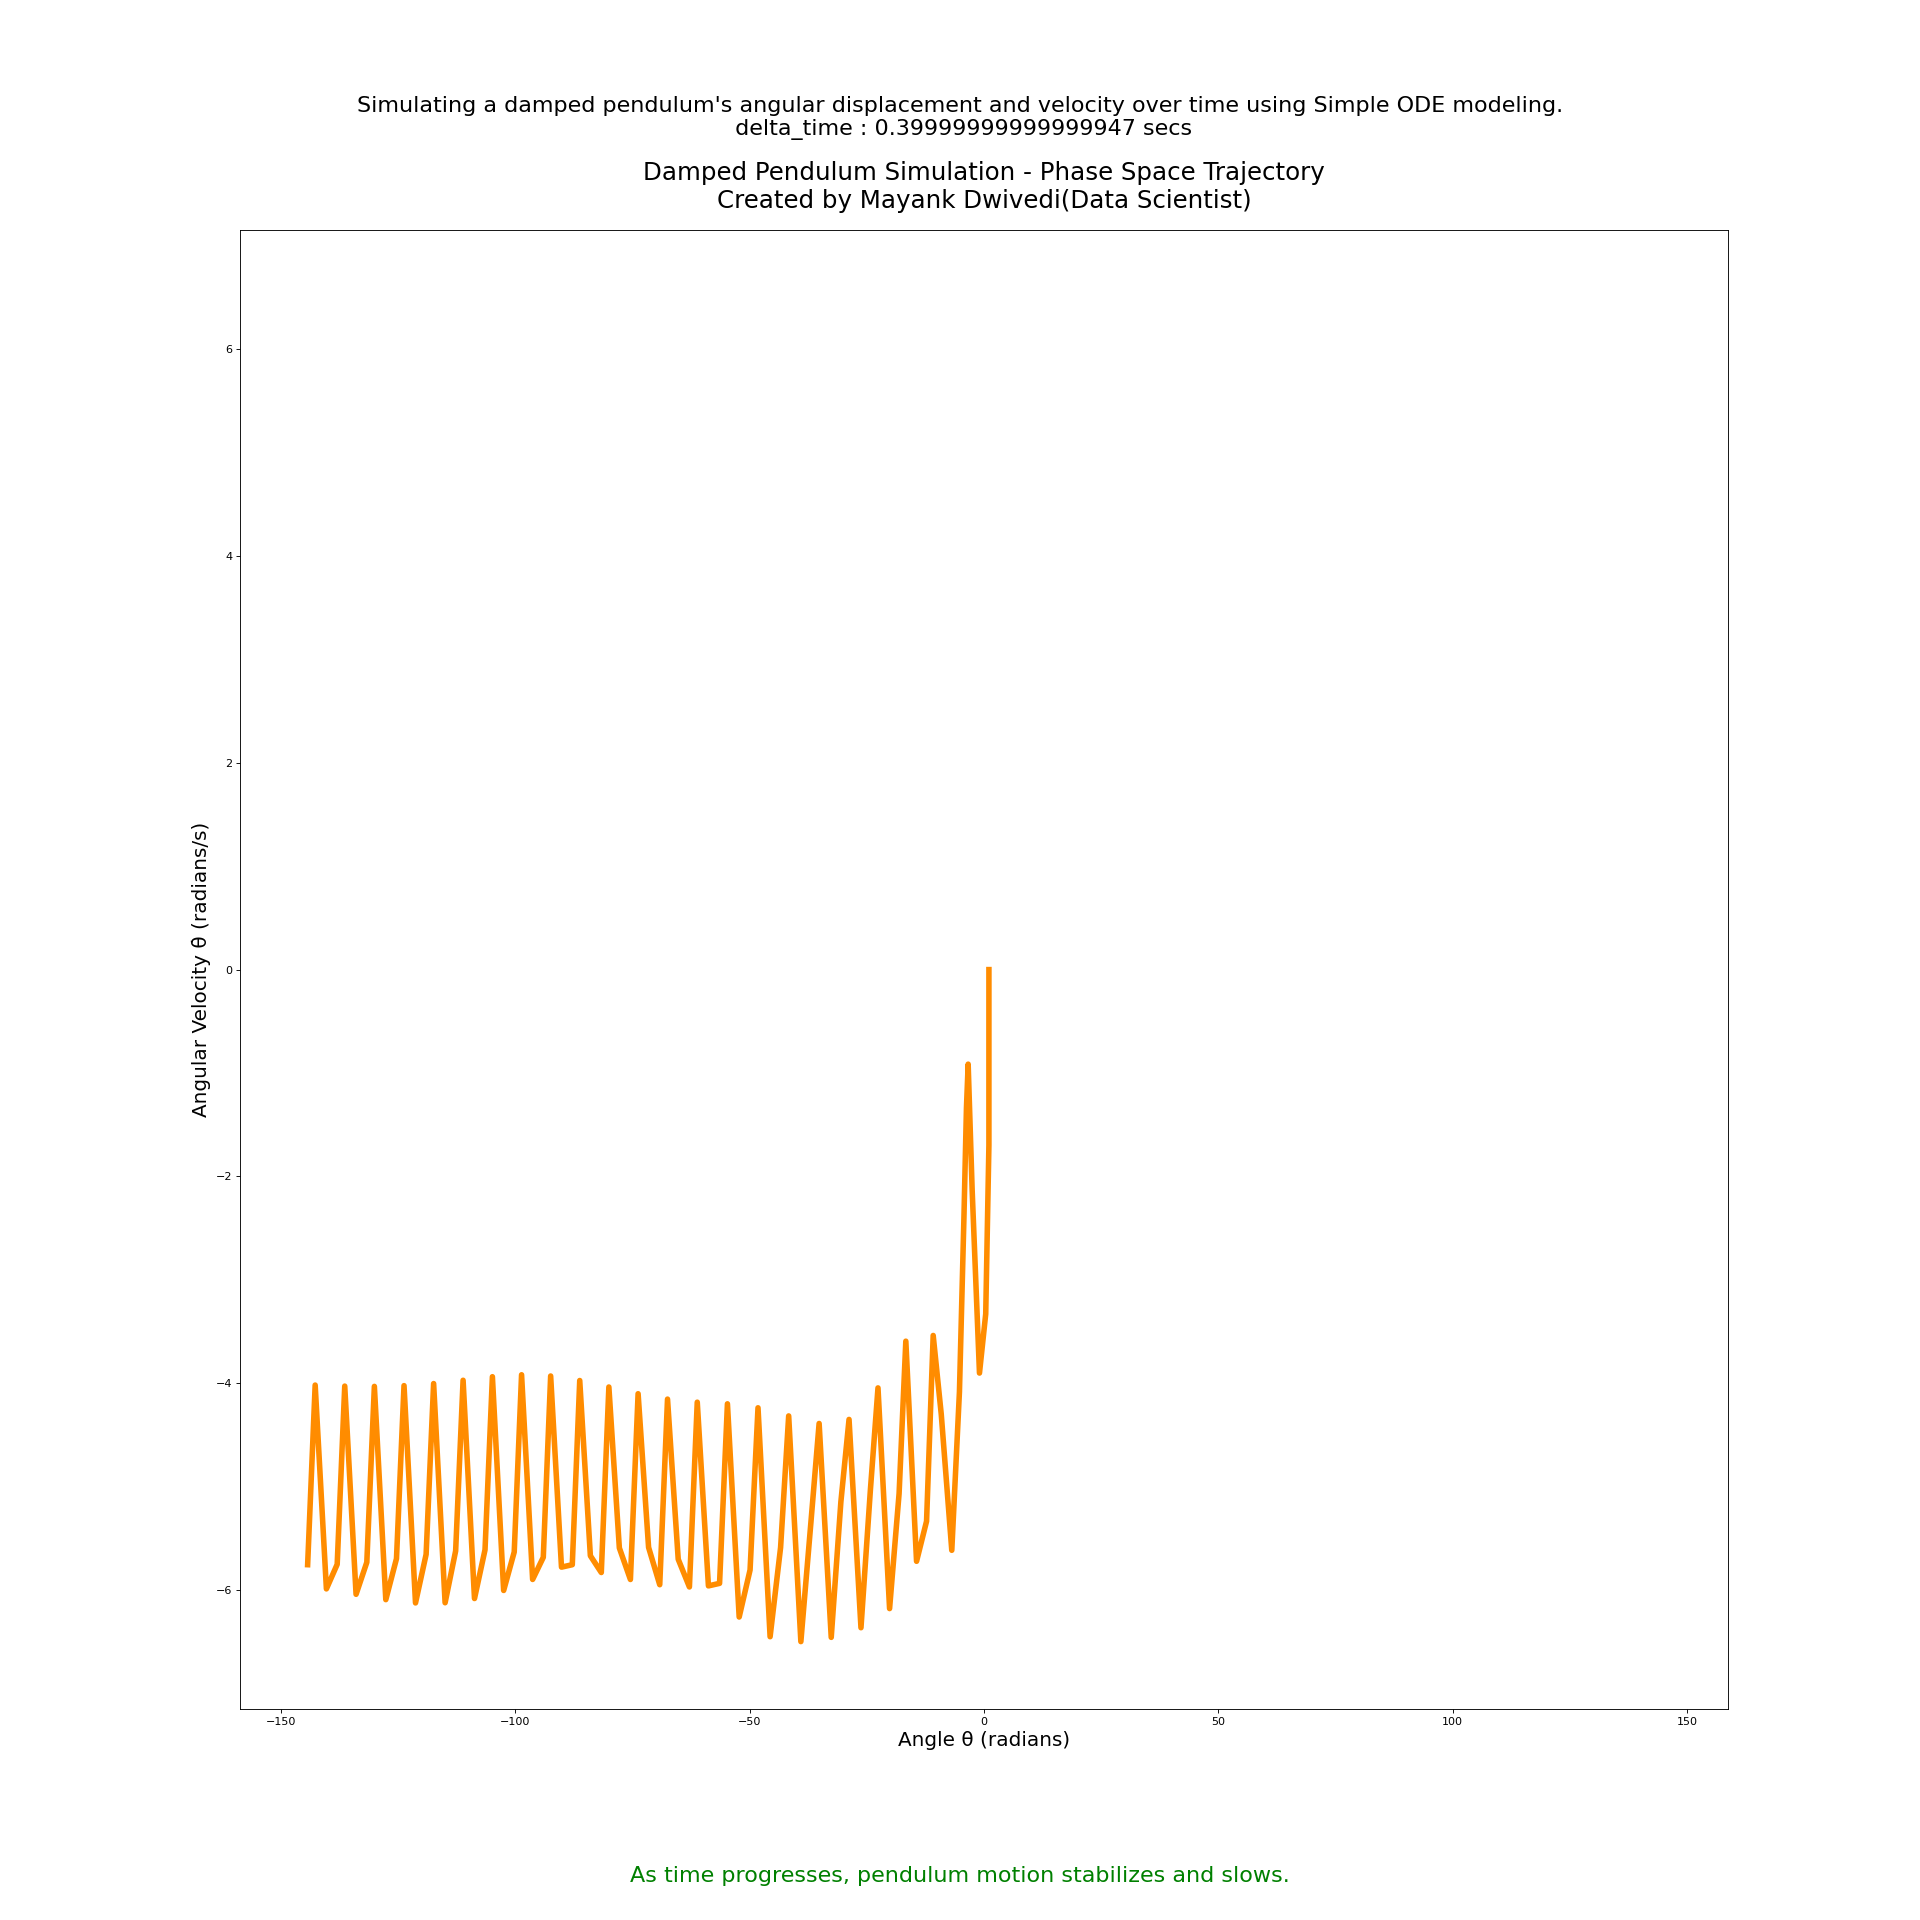 Simulating a damped pendulum's angular displacement and velocity over time using Simple ODE modeling.
delta_time : 0.39999999999999947 secs
Damped Pendulum Simulation - Phase Space Trajectory
Created by Mayank Dwivedi(Data Scientist)
6
4
2
0
−2
−4
−6
Angular Velocity θ̇ (radians/s)
−150
−100
−50
0
50
100
150
Angle θ (radians)
As time progresses, pendulum motion stabilizes and slows.